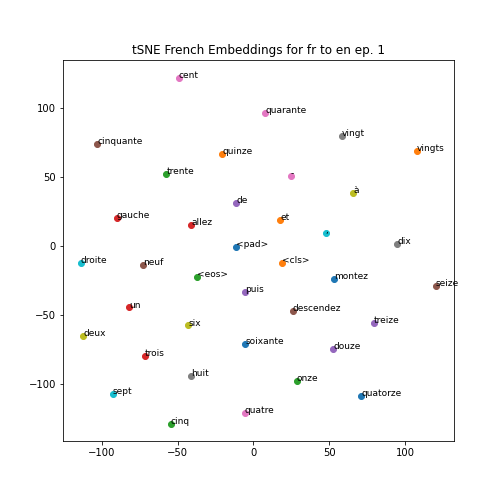 tSNE French Embeddings for fr to en ep. 1
cent
quarante
100
vingt
cinquante
vingts
quinze
trente
50
-
à
de
gauche
et
allez
dix
0
<pad>
droite
neuf
<cls>
<eos>
montez
seize
puis
un
descendez
−50
six
treize
deux
soixante
douze
trois
huit
onze
−100
sept
quatorze
quatre
cinq
−100
−50
0
50
100